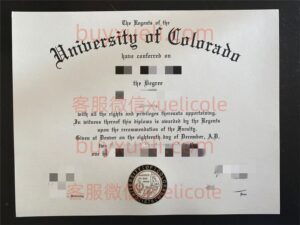 buyxuexi
The Regents of the
University of Colorado
have conferred on
the Degree
客服微信xuelicole
with all the rights and privileges thereunto appertaining.
In witness thereof this diploma is awarded by the Regents
upon the recommendation of the Faculty.
Given at Denver on the eighteenth day of December, A.D.
客服微信xuelicole